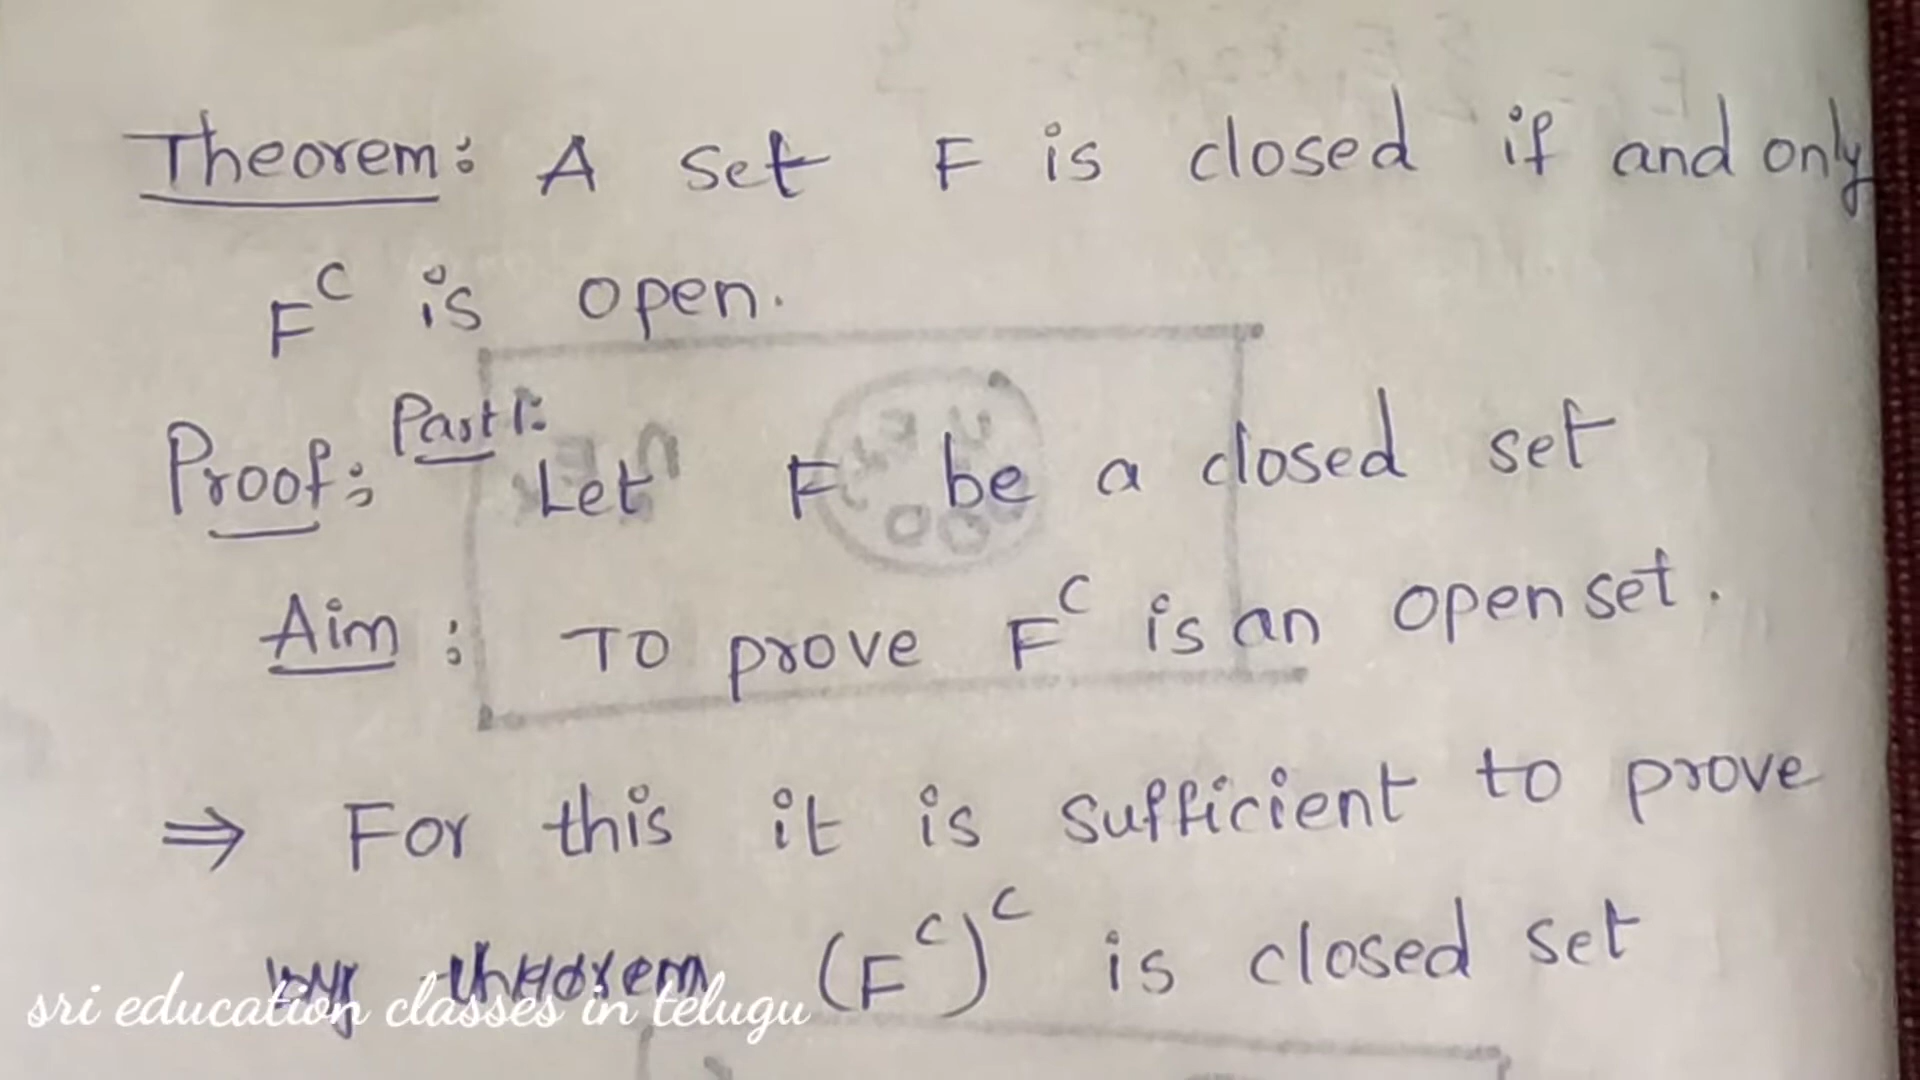 Theorem: A set F is closed if and only
F^C is open.
Proof: Part 1: Let F be a closed set
Aim: To prove F^C is an open set.
⇒ For this it is sufficient to prove
by theorem (F^C)^C is closed set
sri education classes in telugu